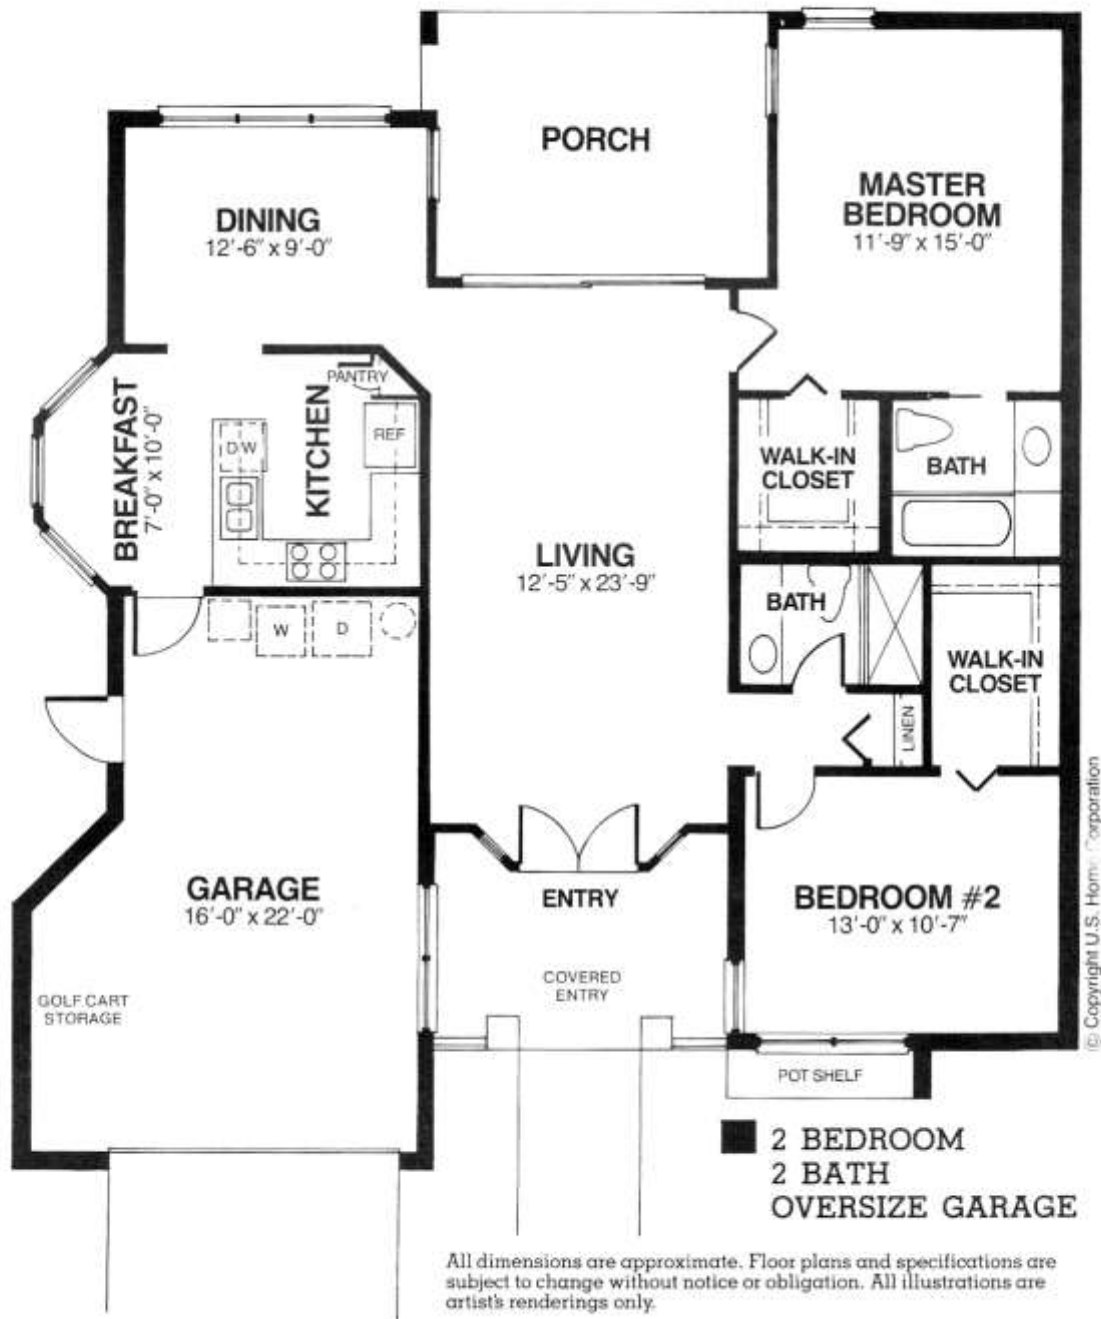 PORCH
MASTER
BEDROOM
11'-9" x 15'-0"
DINING
12'-6" x 9'-0"
BREAKFAST
7'-0" x 10'-0"
KITCHEN
PANTRY
REF
D/W
WALK-IN
CLOSET
BATH
LIVING
12'-5" x 23'-9"
BATH
WALK-IN
CLOSET
LINEN
W
D
GARAGE
16'-0" x 22'-0"
GOLF CART
STORAGE
ENTRY
COVERED
ENTRY
BEDROOM #2
13'-0" x 10'-7"
POT SHELF
© Copyright U.S. Home Corporation
2 BEDROOM
2 BATH
OVERSIZE GARAGE
All dimensions are approximate. Floor plans and specifications are
subject to change without notice or obligation. All illustrations are
artist's renderings only.